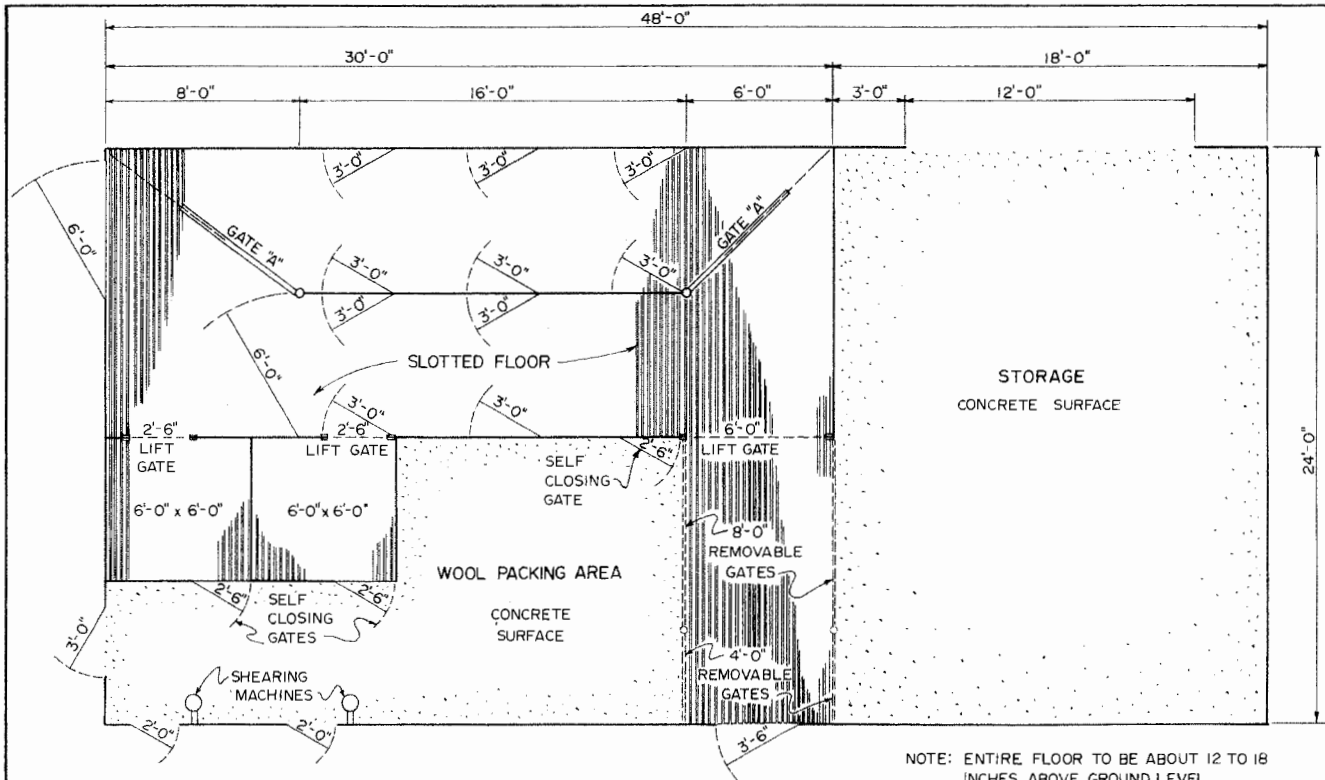 48'-0"
30'-0"
18'-0"
8'-0"
16'-0"
6'-0"
3'-0"
12'-0"
3'-0"
3'-0"
3'-0"
6'-0"
GATE "A"
GATE "A"
3'-0"
3'-0"
3'-0"
3'-0"
3'-0"
6'-0"
SLOTTED FLOOR
STORAGE
CONCRETE SURFACE
24'-0"
3'-0"
3'-0"
2'-6"
LIFT
GATE
2'-6"
LIFT GATE
2'-6"
SELF
CLOSING
GATE
6'-0"
LIFT GATE
6'-0" x 6'-0"
6'-0" x 6'-0"
8'-0"
REMOVABLE
GATES
WOOL PACKING AREA
CONCRETE
SURFACE
2'-6"
2'-6"
SELF
CLOSING
GATES
3'-0"
4'-0"
REMOVABLE
GATES
SHEARING
MACHINES
2'-0"
2'-0"
3'-6"
NOTE: ENTIRE FLOOR TO BE ABOUT 12 TO 18
INCHES ABOVE GROUND LEVEL